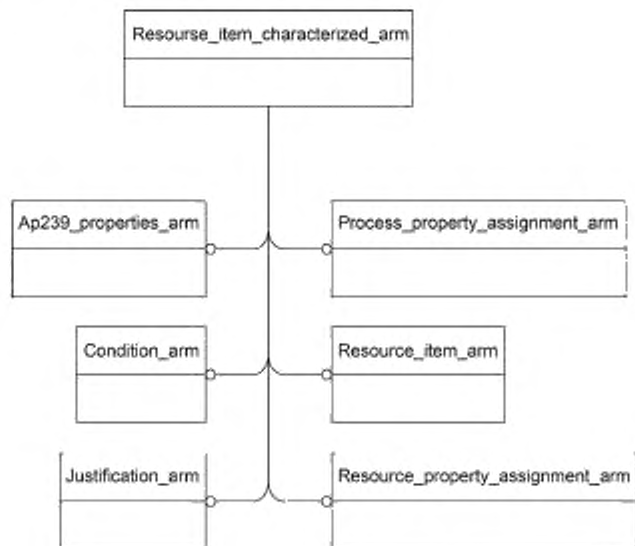 Resourse_item_characterized_arm
Ap239_properties_arm
Process_property_assignment_arm
Condition_arm
Resource_item_arm
Justification_arm
Resource_property_assignment_arm